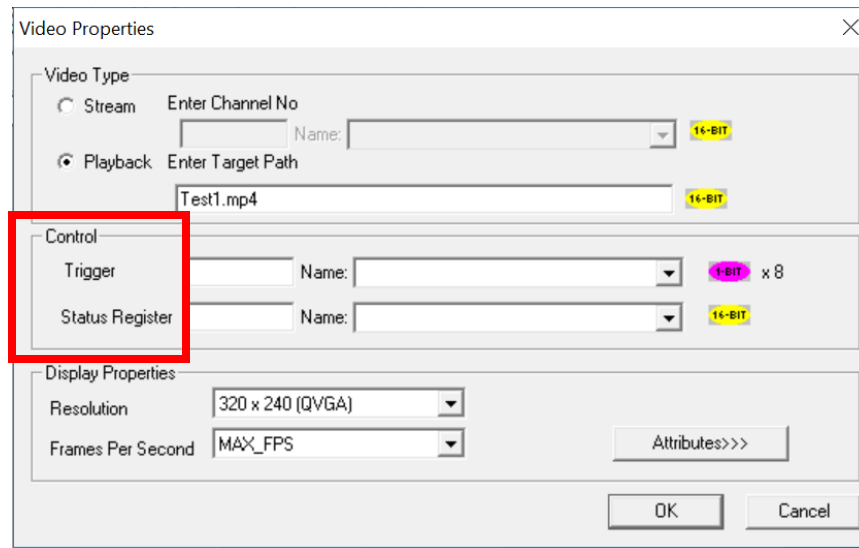 Video Properties
Video Type
Stream Enter Channel No
Name: 16-BIT
Playback Enter Target Path
Test1.mp4 16-BIT
Control
Trigger Name: 1-BIT x 8
Status Register Name: 16-BIT
Display Properties
Resolution 320 x 240 (QVGA)
Frames Per Second MAX_FPS Attributes>>>
OK Cancel